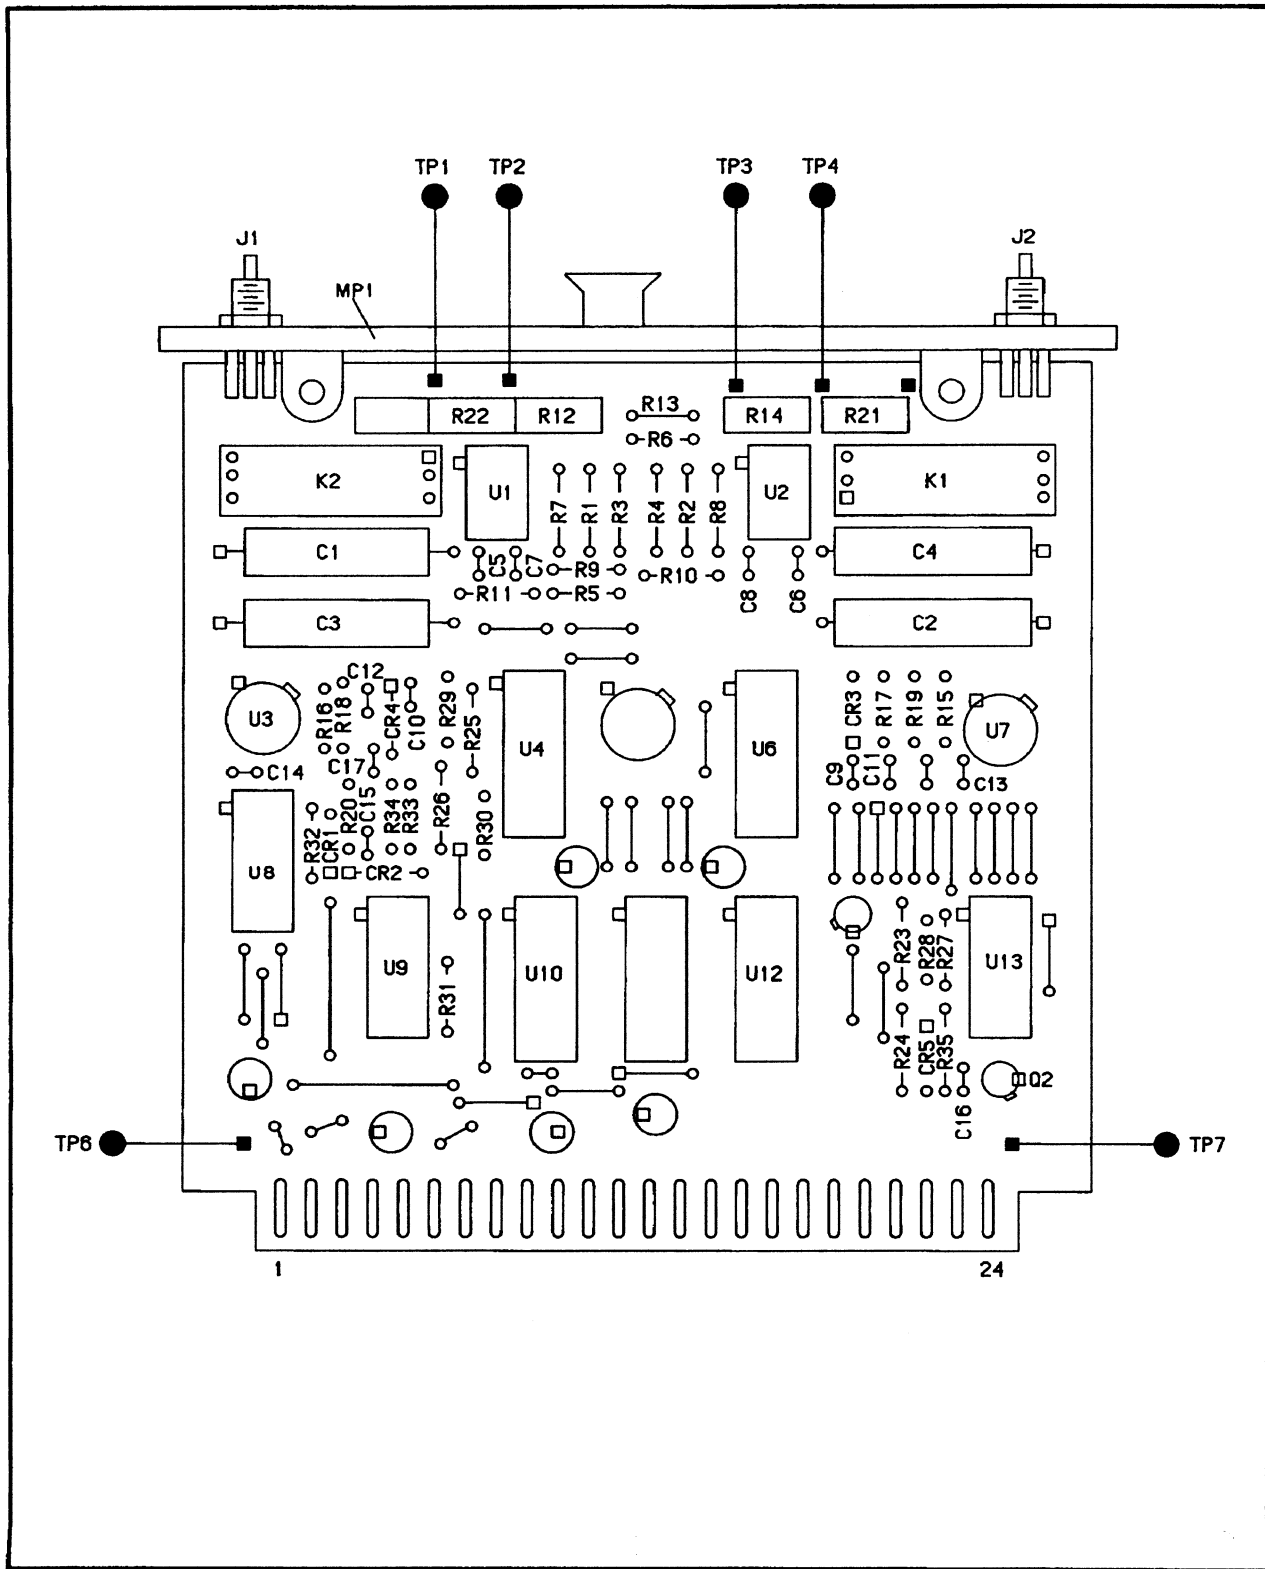 TP1 TP2 TP3 TP4
J1 J2
MP1
R22 R12 R13 R14 R21
R6
K2 U1 R7 R1 R3 R4 R2 R8 U2 K1
C1 C5 C7 R9 R10 C8 C6 C4
R11 R5
C3 C2
U3 R16 R18 C12 CR4 C10 R29 R25 U4 U6 CR3 R17 R19 R15 U7
C14 C17 C9 C11 C13
U8 R32 CR1 R20 C15 R34 R33 R26 R30
CR2
U9 R31 U10 U12 R23 R28 R27 U13
R24 CR5 R35 C16 Q2
TP6 TP7
1 24